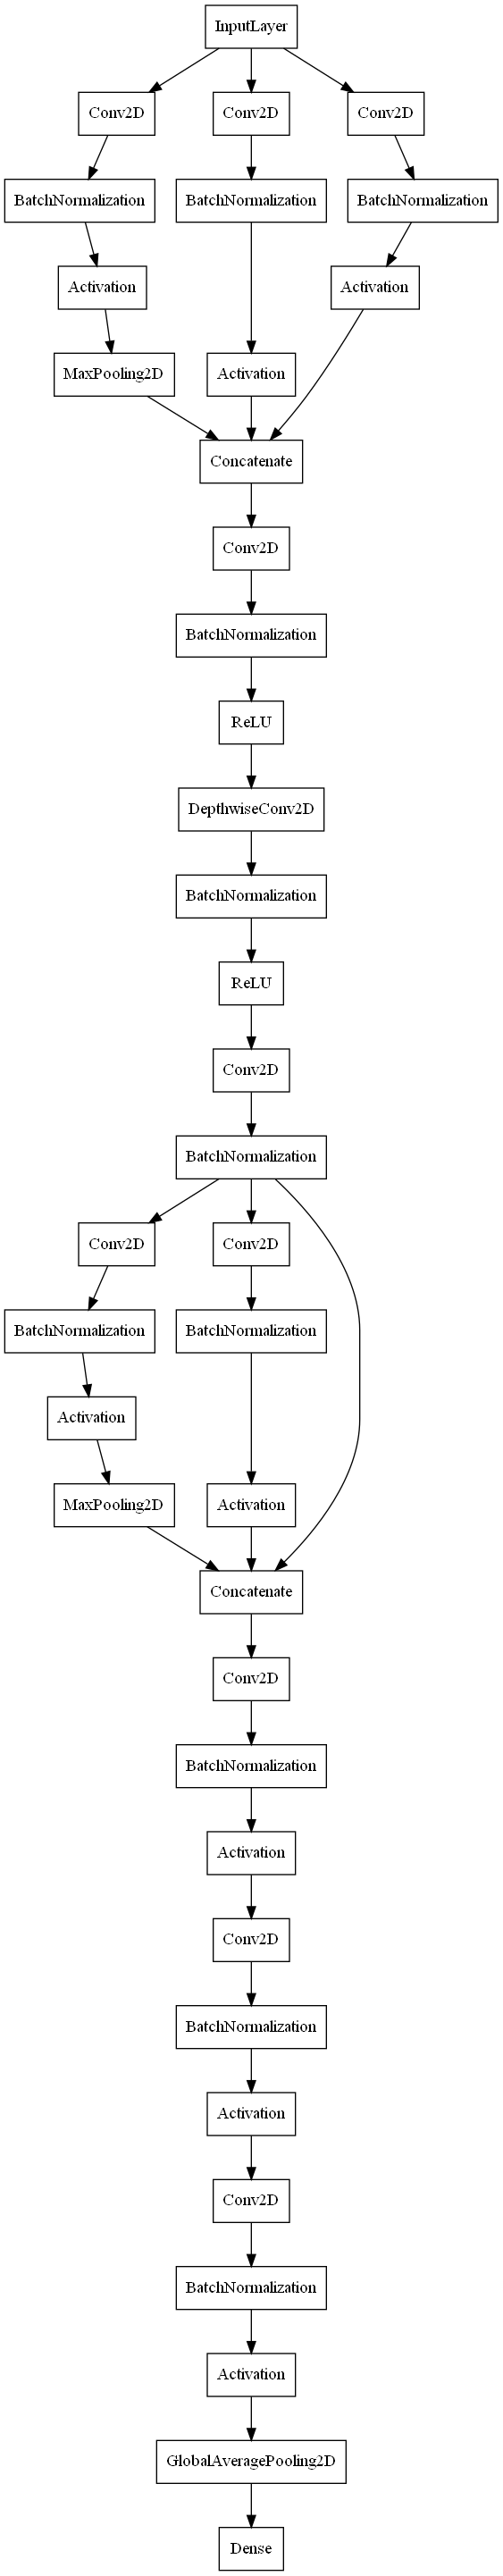 InputLayer
Conv2D
Conv2D
Conv2D
BatchNormalization
BatchNormalization
BatchNormalization
Activation
Activation
MaxPooling2D
Activation
Concatenate
Conv2D
BatchNormalization
ReLU
DepthwiseConv2D
BatchNormalization
ReLU
Conv2D
BatchNormalization
Conv2D
Conv2D
BatchNormalization
BatchNormalization
Activation
MaxPooling2D
Activation
Concatenate
Conv2D
BatchNormalization
Activation
Conv2D
BatchNormalization
Activation
Conv2D
BatchNormalization
Activation
GlobalAveragePooling2D
Dense